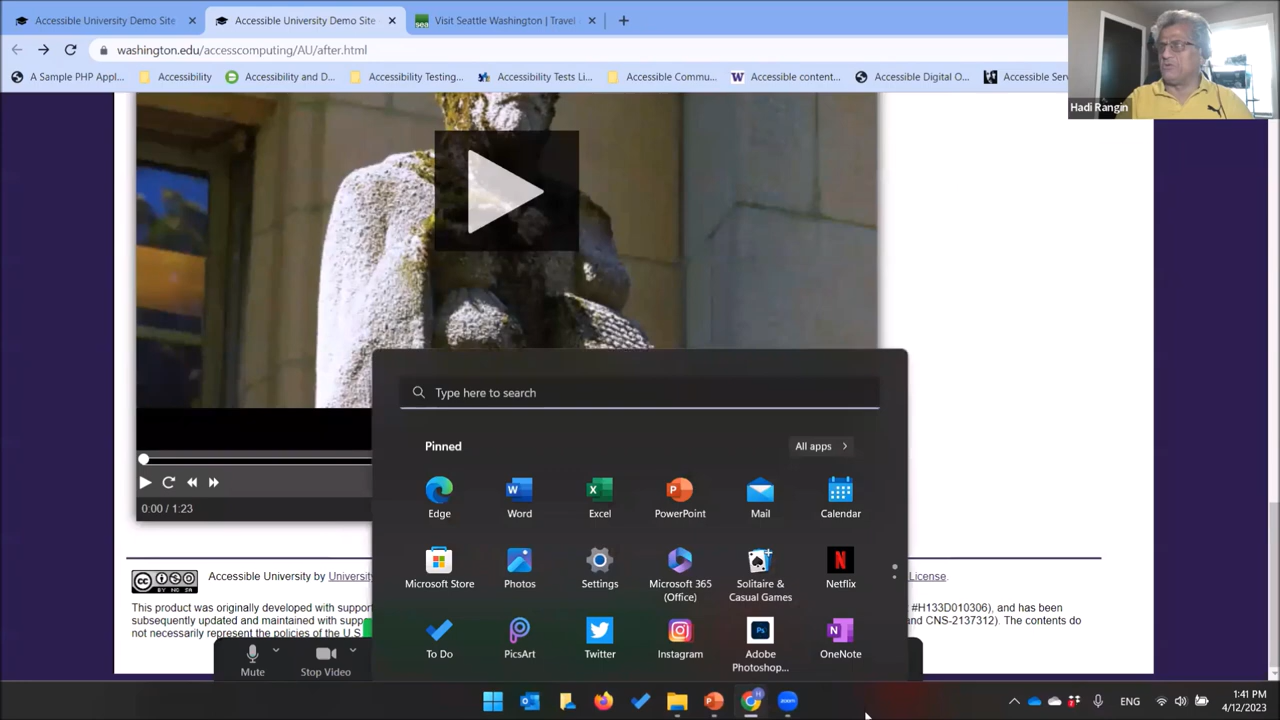 Accessible University Demo Site
Accessible University Demo Site
Visit Seattle Washington | Travel
washington.edu/accesscomputing/AU/after.html
A Sample PHP Appl...
Accessibility
Accessibility and D...
Accessibility Testing...
Accessibility Tests Li...
Accessible Commu...
Accessible content...
Accessible Digital O...
Accessible Serv
Hadi Rangin
Type here to search
Pinned
All apps
Edge
Word
Excel
PowerPoint
Mail
Calendar
0:00 / 1:23
Microsoft Store
Photos
Settings
Microsoft 365
(Office)
Solitaire &
Casual Games
Netflix
Accessible University by University
License.
This product was originally developed with suppor
#H133D010306), and has been
subsequently updated and maintained with suppo
and CNS-2137312). The contents do
not necessarily represent the policies of the U.S
To Do
PicsArt
Twitter
Instagram
Adobe
Photoshop...
OneNote
Mute
Stop Video
zoom
ENG
1:41 PM
4/12/2023